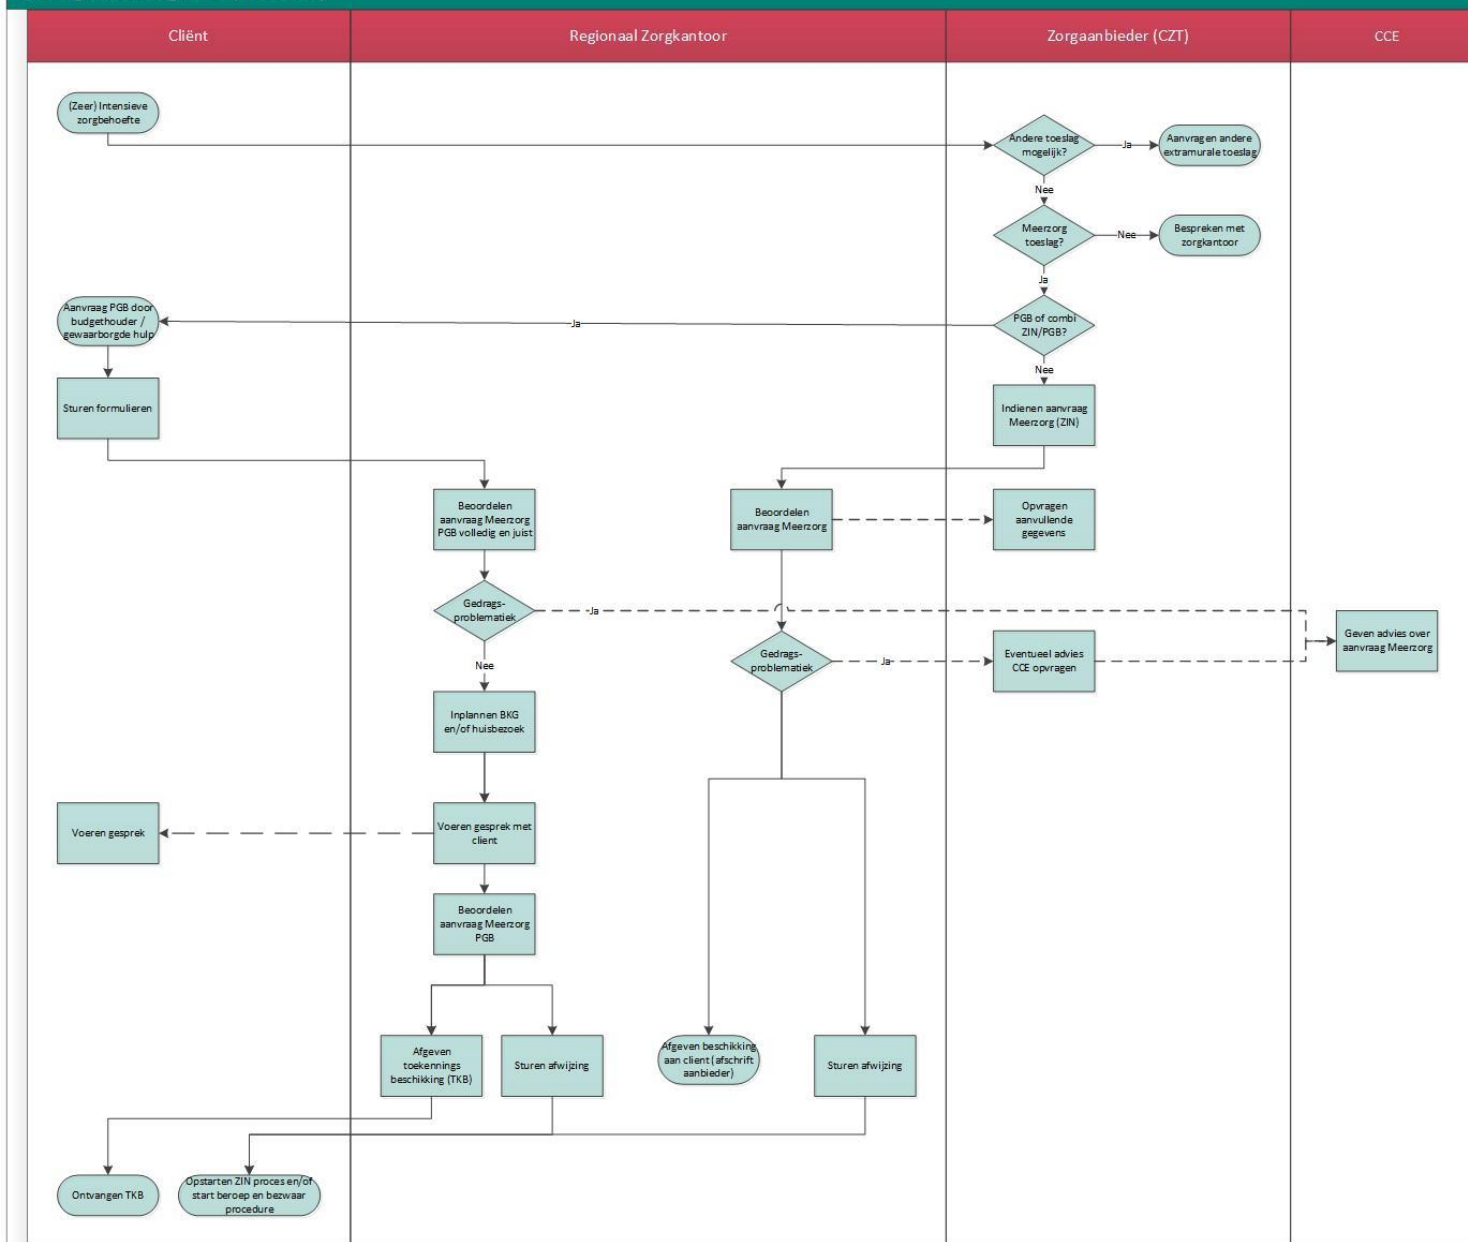 Cliënt
Regionaal Zorgkantoor
Zorgaanbieder (CZT)
CCE
(Zeer) Intensieve
zorgbehoefte
Andere toeslag
mogelijk?
Ja
Aanvragen andere
extramurale toeslag
Nee
Meerzorg
toeslag?
Nee
Bespreken met
zorgkantoor
Ja
Aanvraag PGB door
budgethouder /
gewaarborgde hulp
Ja
PGB of combi
ZIN/PGB?
Nee
Sturen formulieren
Indienen aanvraag
Meerzorg (ZIN)
Beoordelen
aanvraag Meerzorg
PGB volledig en juist
Beoordelen
aanvraag Meerzorg
Opvragen
aanvullende
gegevens
Gedrags-
problematiek
Ja
Geven advies over
aanvraag Meerzorg
Nee
Gedrags-
problematiek
Ja
Eventueel advies
CCE opvragen
Inplannen BKG
en/of huisbezoek
Voeren gesprek
Voeren gesprek met
client
Beoordelen
aanvraag Meerzorg
PGB
Afgeven
toekennings
beschikking (TKB)
Sturen afwijzing
Afgeven beschikking
aan client (afschrift
aanbieder)
Sturen afwijzing
Ontvangen TKB
Opstarten ZIN proces en/of
start beroep en bezwaar
procedure